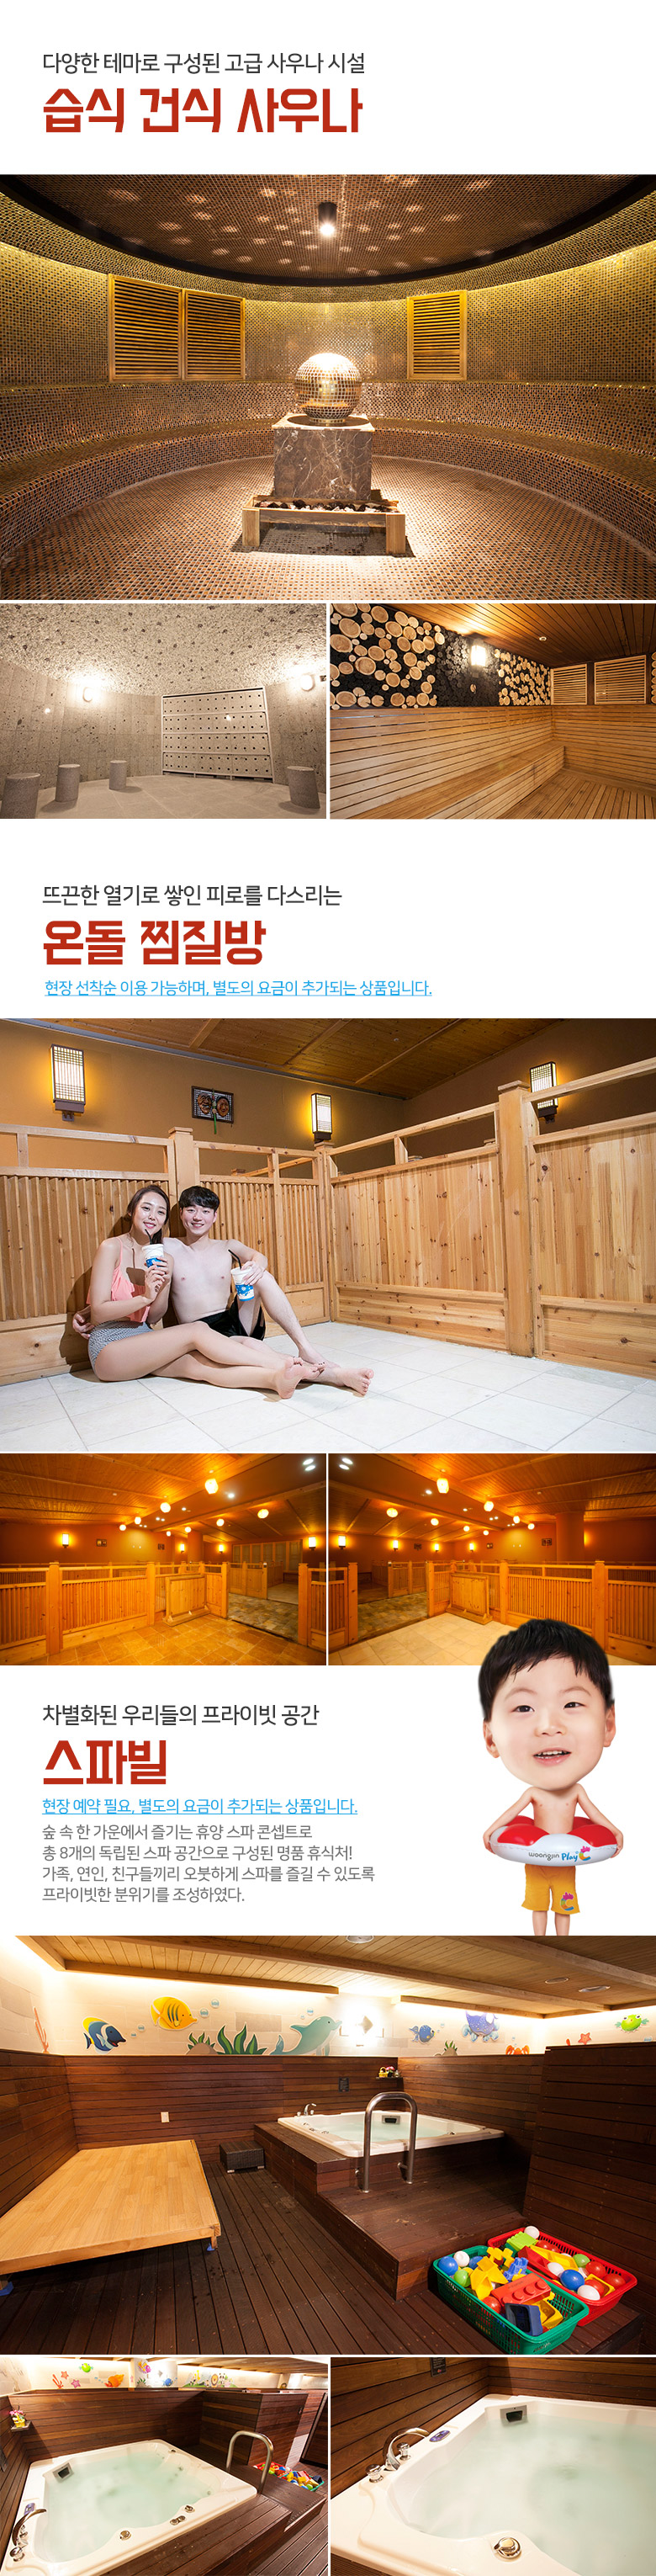 다양한 테마로 구성된 고급 사우나 시설
습식 건식 사우나
뜨끈한 열기로 쌓인 피로를 다스리는
온돌 찜질방
현장 선착순 이용 가능하며, 별도의 요금이 추가되는 상품입니다.
차별화된 우리들의 프라이빗 공간
스파빌
현장 예약 필요, 별도의 요금이 추가되는 상품입니다.
숲 속 한 가운에서 즐기는 휴양 스파 콘셉트로
총 8개의 독립된 스파 공간으로 구성된 명품 휴식처!
가족, 연인, 친구들끼리 오붓하게 스파를 즐길 수 있도록
프라이빗한 분위기를 조성하였다.
woongjin Play